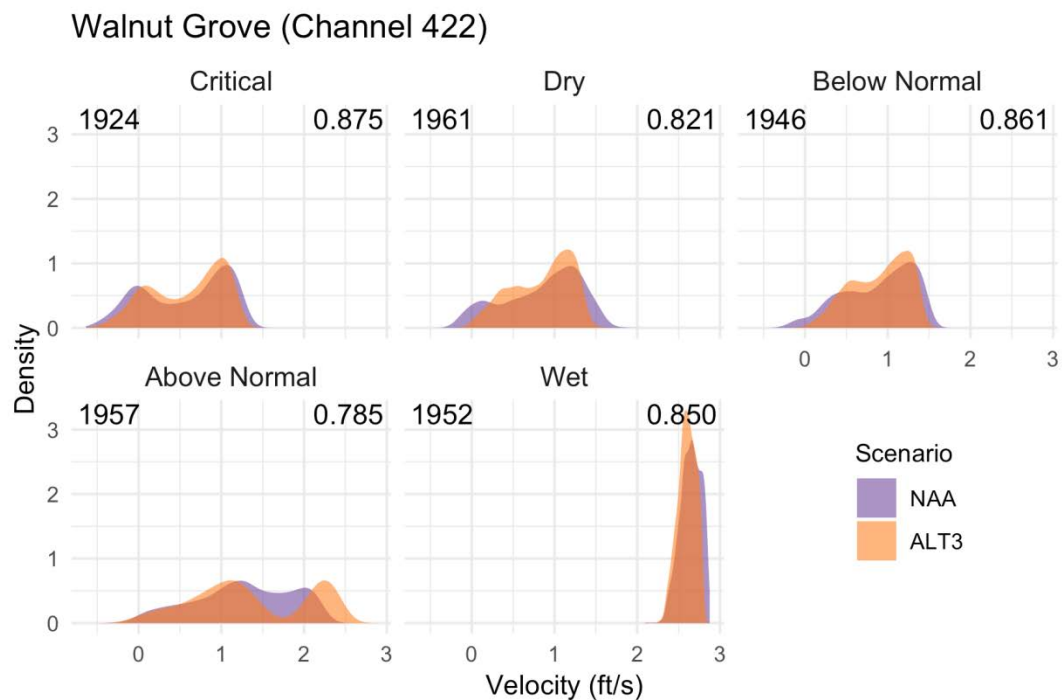 Walnut Grove (Channel 422)
Critical
Dry
Below Normal
1924
0.875
1961
0.821
1946
0.861
3
2
1
0
0
1
2
3
Above Normal
Wet
1957
0.785
1952
0.850
3
2
1
0
0
1
2
3
0
1
2
3
Density
Velocity (ft/s)
Scenario
NAA
ALT3